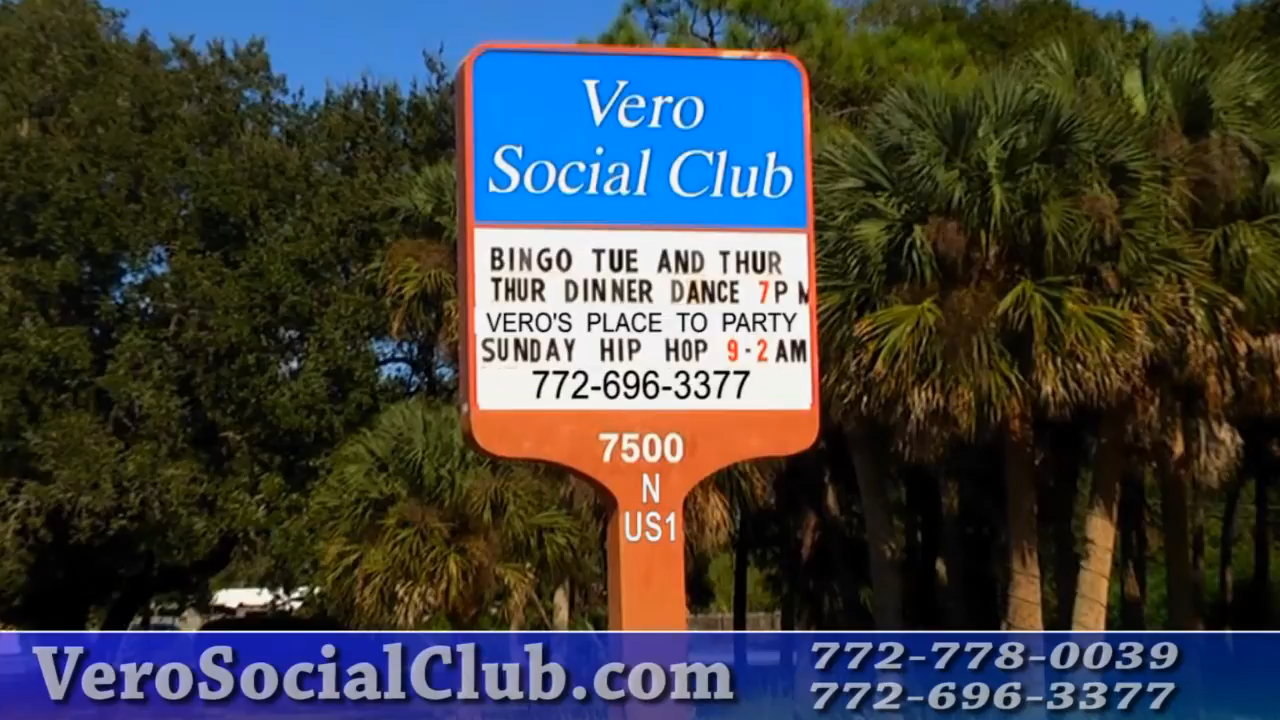 Vero
Social Club
BINGO TUE AND THUR
THUR DINNER DANCE 7PM
VERO'S PLACE TO PARTY
SUNDAY HIP HOP 9-2AM
772-696-3377
7500
N
US1
VeroSocialClub.com
772-778-0039
772-696-3377